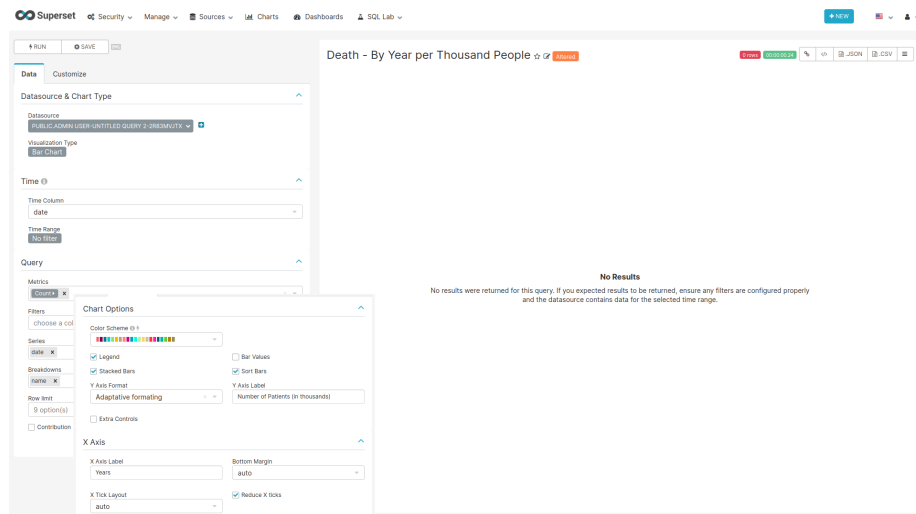 Superset Security Manage Sources Charts Dashboards SQL Lab + NEW
RUN SAVE
Death - By Year per Thousand People Altered 0 rows 00:00:00.34 </> .JSON .CSV
Data Customize
Datasource & Chart Type
Datasource
PUBLIC.ADMIN USER-UNTITLED QUERY 2-2R82MVJTX
Visualization Type
Bar Chart
Time
Time Column
date
Time Range
No filter
Query
Metrics
Count × 
Filters
choose a col
Series
date ×
Breakdowns
name ×
Row limit
9 option(s)
Contribution
Chart Options
Color Scheme
Legend Bar Values
Stacked Bars Sort Bars
Y Axis Format Y Axis Label
Adaptative formating Number of Patients (in thousands)
Extra Controls
X Axis
X Axis Label Bottom Margin
Years auto
X Tick Layout Reduce X ticks
auto
No Results
No results were returned for this query. If you expected results to be returned, ensure any filters are configured properly
and the datasource contains data for the selected time range.